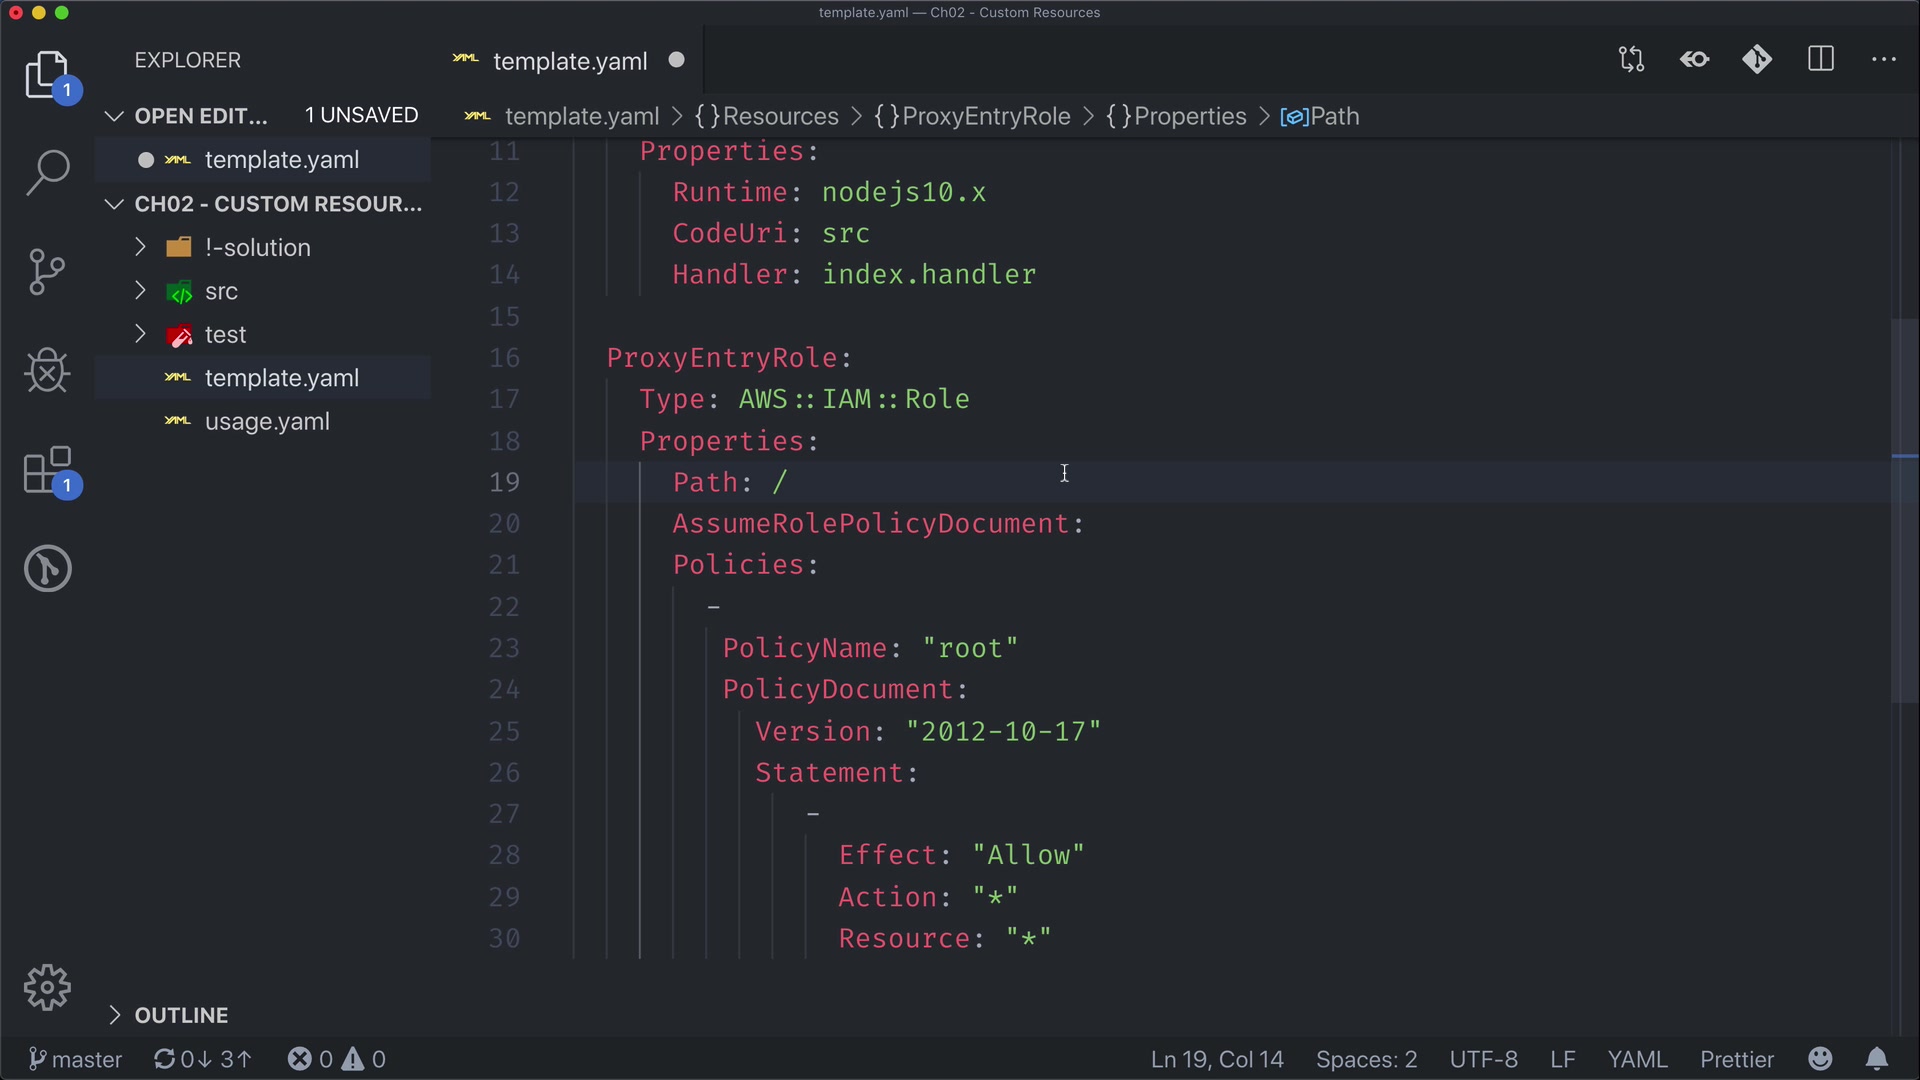 template.yaml — Ch02 - Custom Resources
EXPLORER
OPEN EDIT... 1 UNSAVED
template.yaml
CH02 - CUSTOM RESOUR...
!-solution
src
test
template.yaml
usage.yaml
OUTLINE
1
1
template.yaml
template.yaml > {}Resources > {}ProxyEntryRole > {}Properties > Path
11 Properties:
12 Runtime: nodejs10.x
13 CodeUri: src
14 Handler: index.handler
15
16 ProxyEntryRole:
17 Type: AWS::IAM::Role
18 Properties:
19 Path: /
20 AssumeRolePolicyDocument:
21 Policies:
22 -
23 PolicyName: "root"
24 PolicyDocument:
25 Version: "2012-10-17"
26 Statement:
27 -
28 Effect: "Allow"
29 Action: "*"
30 Resource: "*"
master 0↓ 3↑ 0 0 Ln 19, Col 14 Spaces: 2 UTF-8 LF YAML Prettier